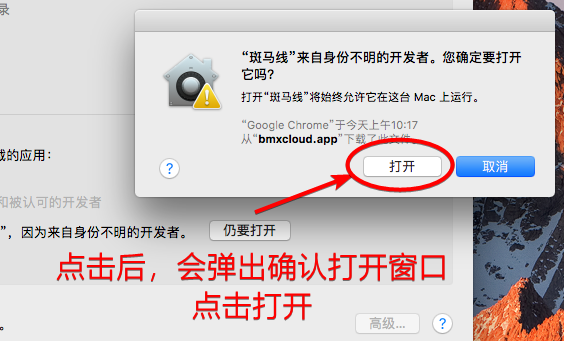 录
“斑马线”来自身份不明的开发者。您确定要打开
它吗?
打开“斑马线”将始终允许它在这台 Mac 上运行。
“Google Chrome”于今天上午10:17
从“bmxcloud.app”下载了此文件。
? 打开 取消
载的应用:
和被认可的开发者
”,因为来自身份不明的开发者。 仍要打开
点击后，会弹出确认打开窗口
点击打开
高级... ?
。